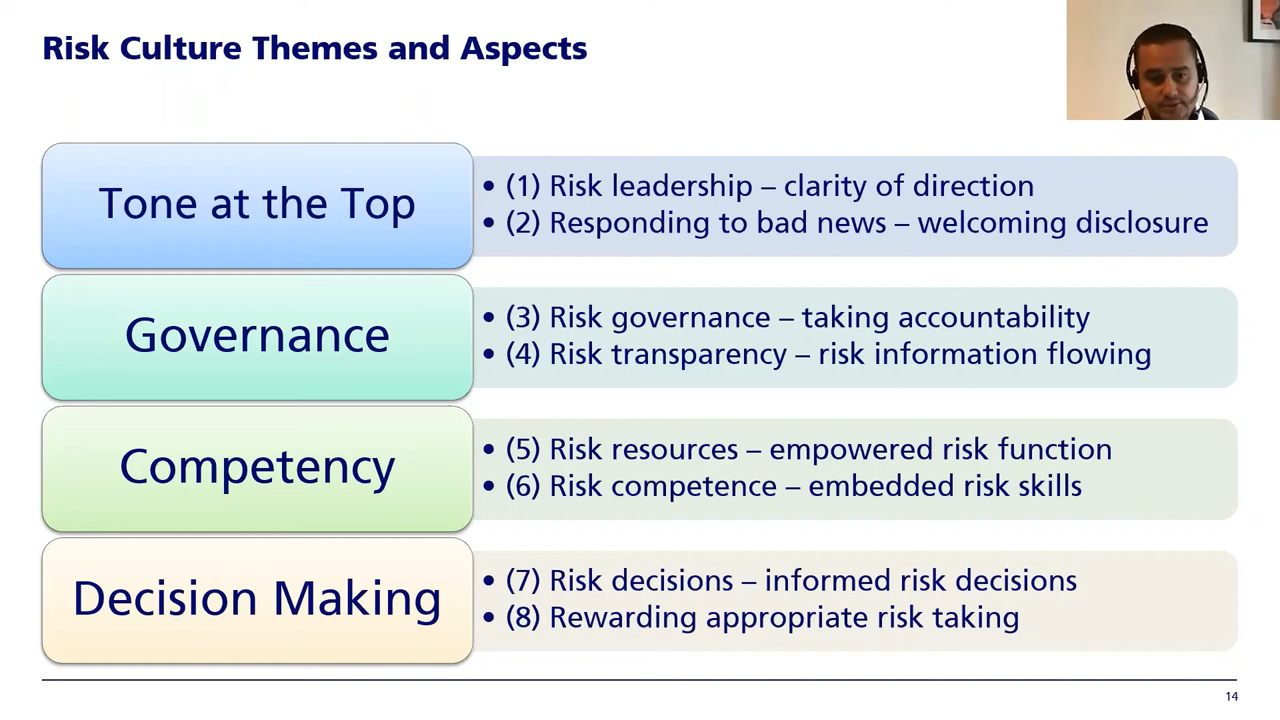 Risk Culture Themes and Aspects
Tone at the Top
• (1) Risk leadership – clarity of direction
• (2) Responding to bad news – welcoming disclosure
Governance
• (3) Risk governance – taking accountability
• (4) Risk transparency – risk information flowing
Competency
• (5) Risk resources – empowered risk function
• (6) Risk competence – embedded risk skills
Decision Making
• (7) Risk decisions – informed risk decisions
• (8) Rewarding appropriate risk taking
14